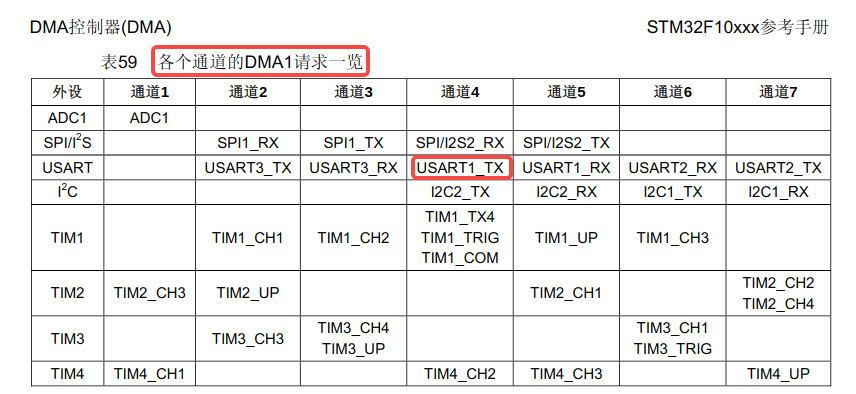 DMA控制器(DMA) STM32F10xxx参考手册
表59 各个通道的DMA1请求一览
外设 通道1 通道2 通道3 通道4 通道5 通道6 通道7
ADC1 ADC1
SPI/I²S SPI1_RX SPI1_TX SPI/I2S2_RX SPI/I2S2_TX
USART USART3_TX USART3_RX USART1_TX USART1_RX USART2_RX USART2_TX
I²C I2C2_TX I2C2_RX I2C1_TX I2C1_RX
TIM1 TIM1_CH1 TIM1_CH2 TIM1_TX4 TIM1_TRIG TIM1_COM TIM1_UP TIM1_CH3
TIM2 TIM2_CH3 TIM2_UP TIM2_CH1 TIM2_CH2 TIM2_CH4
TIM3 TIM3_CH3 TIM3_CH4 TIM3_UP TIM3_CH1 TIM3_TRIG
TIM4 TIM4_CH1 TIM4_CH2 TIM4_CH3 TIM4_UP